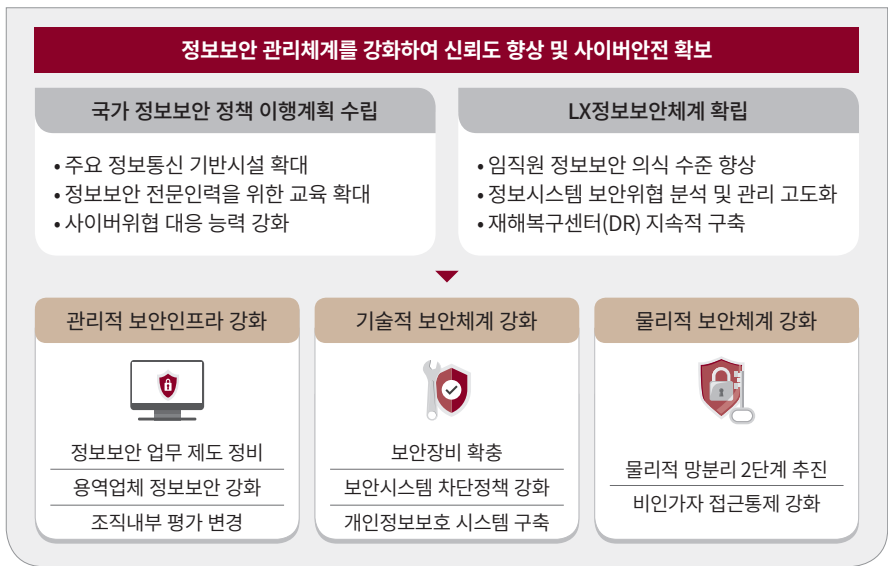 정보보안 관리체계를 강화하여 신뢰도 향상 및 사이버안전 확보
국가 정보보안 정책 이행계획 수립
• 주요 정보통신 기반시설 확대
• 정보보안 전문인력을 위한 교육 확대
• 사이버위협 대응 능력 강화
LX정보보안체계 확립
• 임직원 정보보안 의식 수준 향상
• 정보시스템 보안위협 분석 및 관리 고도화
• 재해복구센터(DR) 지속적 구축
관리적 보안인프라 강화
정보보안 업무 제도 정비
용역업체 정보보안 강화
조직내부 평가 변경
기술적 보안체계 강화
보안장비 확충
보안시스템 차단정책 강화
개인정보보호 시스템 구축
물리적 보안체계 강화
물리적 망분리 2단계 추진
비인가자 접근통제 강화